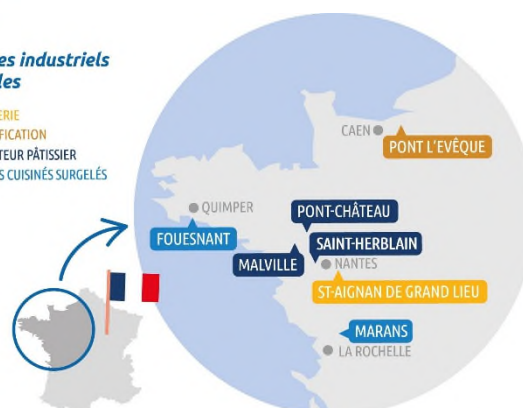 es industriels
les
ERIE
FICATION
TEUR PÂTISSIER
S CUISINÉS SURGELÉS
CAEN
PONT L'EVÊQUE
QUIMPER
PONT-CHÂTEAU
FOUESNANT
SAINT-HERBLAIN
MALVILLE
NANTES
ST-AIGNAN DE GRAND LIEU
MARANS
LA ROCHELLE